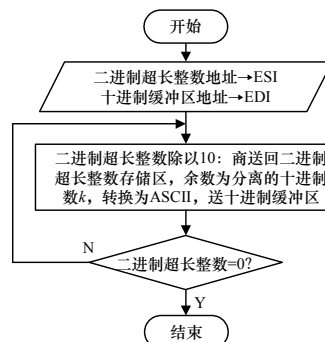 开始
二进制超长整数地址→ESI
十进制缓冲区地址→EDI
二进制超长整数除以10：商送回二进制
超长整数存储区，余数为分离的十进制
数k，转换为ASCII，送十进制缓冲区
N
二进制超长整数=0?
Y
结束